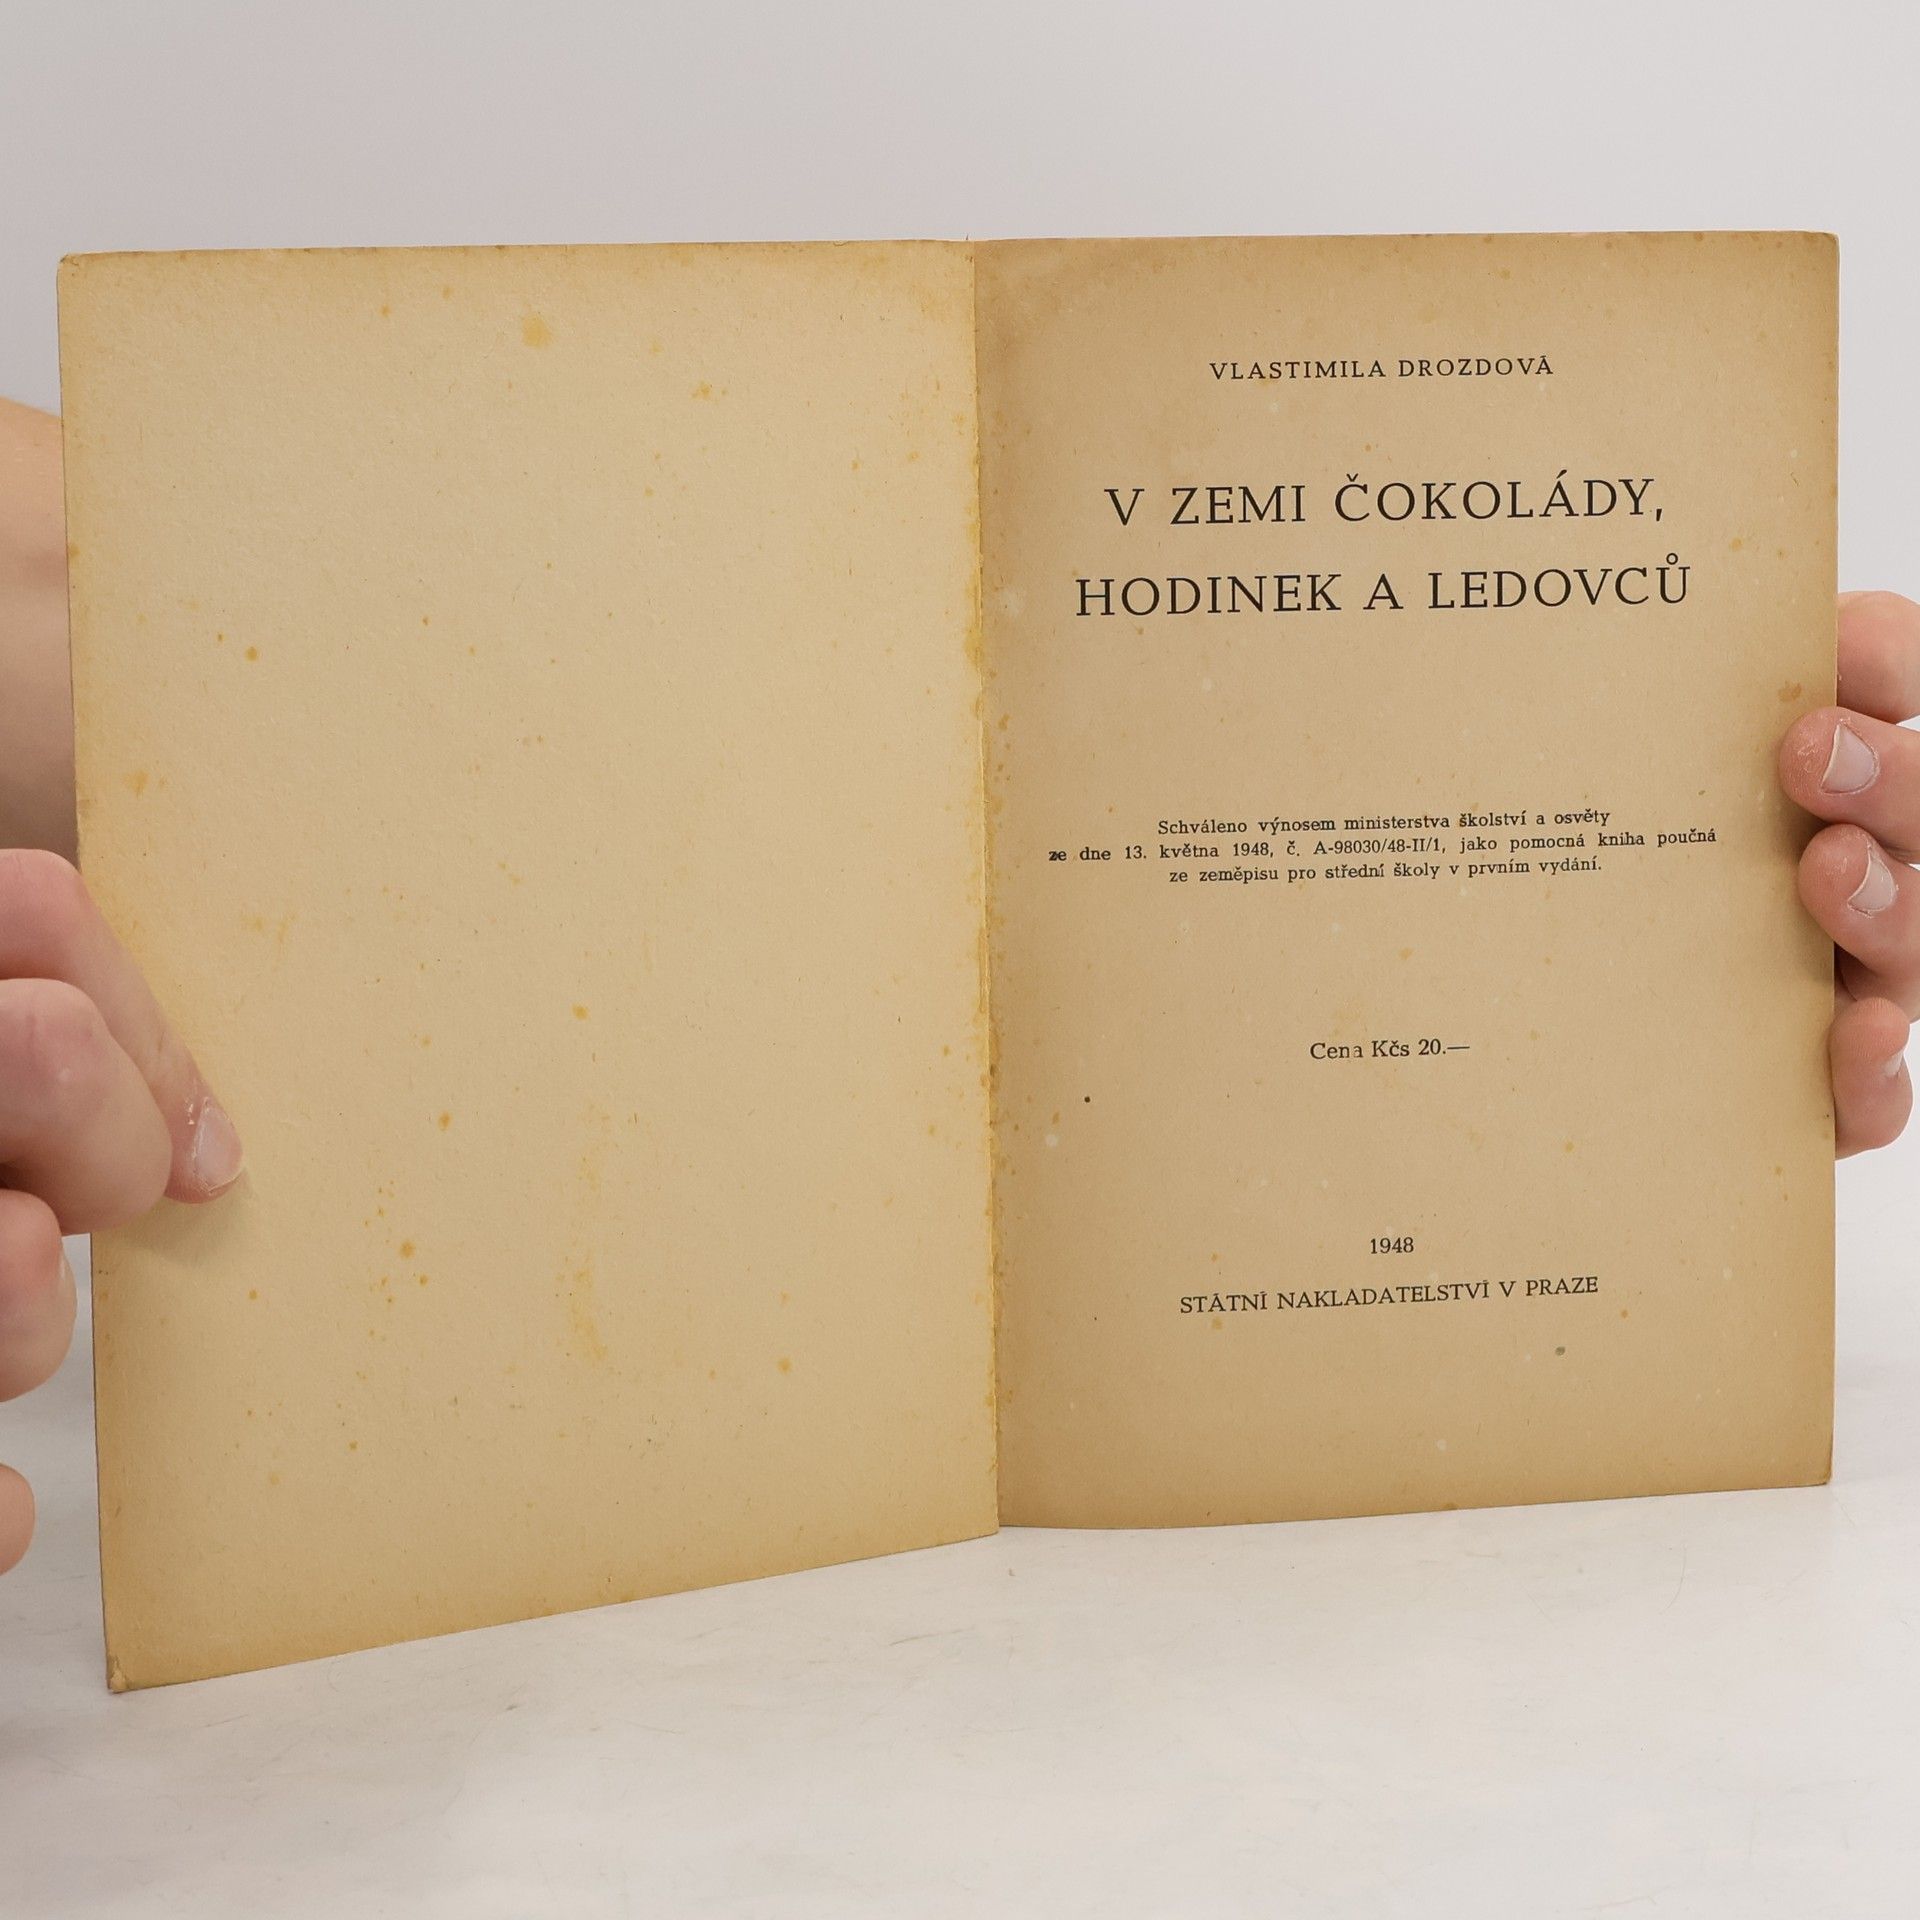 VLASTIMILA DROZDOVÁ
V ZEMI ČOKOLÁDY,
HODINEK A LEDOVCŮ
Schváleno výnosem ministerstva školství a osvěty
ze dne 13. května 1948, č. A-98030/48-II/1, jako pomocná kniha poučná
ze zeměpisu pro střední školy v prvním vydání.
Cena Kčs 20.—
1948
STÁTNÍ NAKLADATELSTVÍ V PRAZE